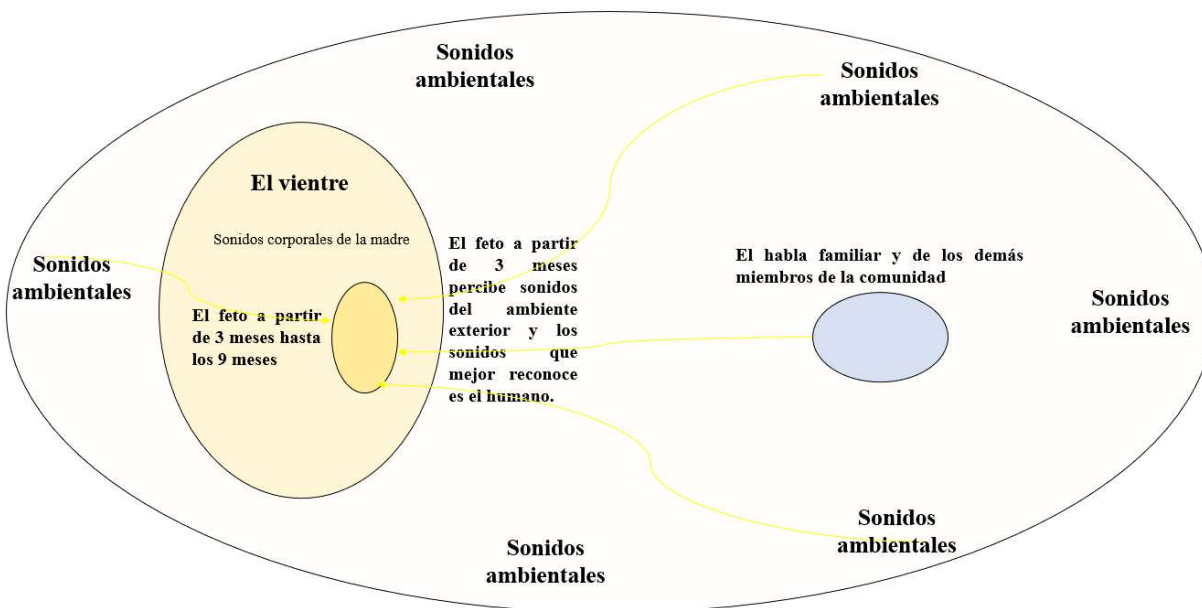 Sonidos
ambientales
Sonidos
ambientales
El vientre
Sonidos corporales de la madre
Sonidos
ambientales
El feto a partir
de 3 meses hasta
los 9 meses
El feto a partir
de 3 meses
percibe sonidos
del ambiente
exterior y los
sonidos que
mejor reconoce
es el humano.
El habla familiar y de los demás
miembros de la comunidad
Sonidos
ambientales
Sonidos
ambientales
Sonidos
ambientales